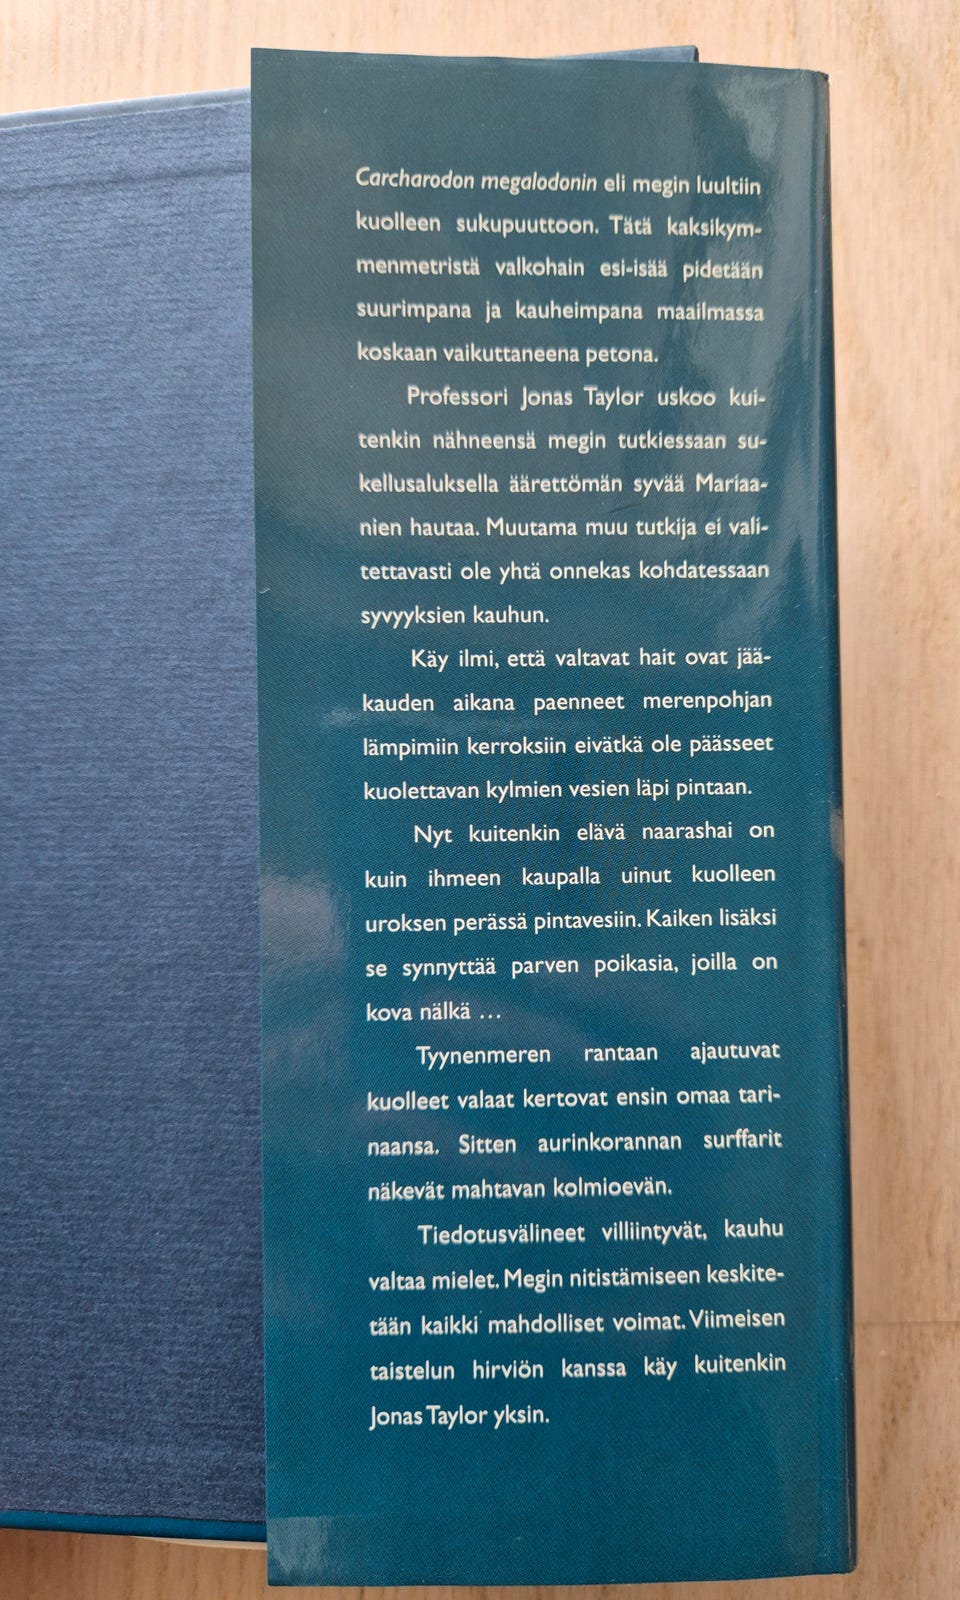 Carcharodon megalodonin eli megin luultiin
kuolleen sukupuuttoon. Tätä kaksikym-
menmetristä valkohain esi-isää pidetään
suurimpana ja kauheimpana maailmassa
koskaan vaikuttaneena petona.
Professori Jonas Taylor uskoo kui-
tenkin nähneensä megin tutkiessaan su-
kellusaluksella äärettömän syvää Mariaa-
nien hautaa. Muutama muu tutkija ei vali-
tettavasti ole yhtä onnekas kohdatessaan
syvyyksien kauhun.
Käy ilmi, että valtavat hait ovat jää-
kauden aikana paenneet merenpohjan
lämpimiin kerroksiin eivätkä ole päässeet
kuolettavan kylmien vesien läpi pintaan.
Nyt kuitenkin elävä naarashai on
kuin ihmeen kaupalla uinut kuolleen
uroksen perässä pintavesiin. Kaiken lisäksi
se synnyttää parven poikasia, joilla on
kova nälkä ...
Tyynenmeren rantaan ajautuvat
kuolleet valaat kertovat ensin omaa tari-
naansa. Sitten aurinkorannan surffarit
näkevät mahtavan kolmioevän.
Tiedotusvälineet villiintyvät, kauhu
valtaa mielet. Megin nitistämiseen keskite-
tään kaikki mahdolliset voimat. Viimeisen
taistelun hirviön kanssa käy kuitenkin
Jonas Taylor yksin.